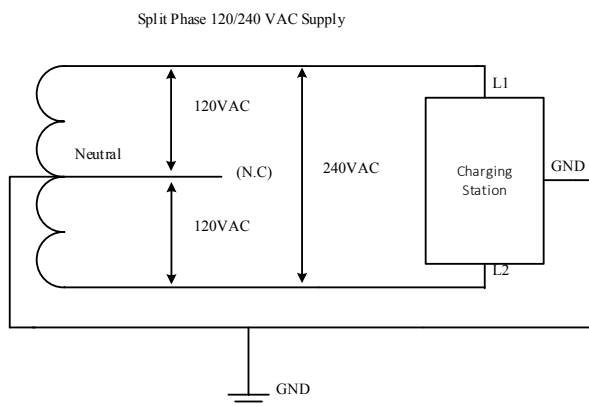 Split Phase 120/240 VAC Supply
L1
120VAC
Neutral
(N.C)
240VAC
Charging
Station
GND
120VAC
L2
GND